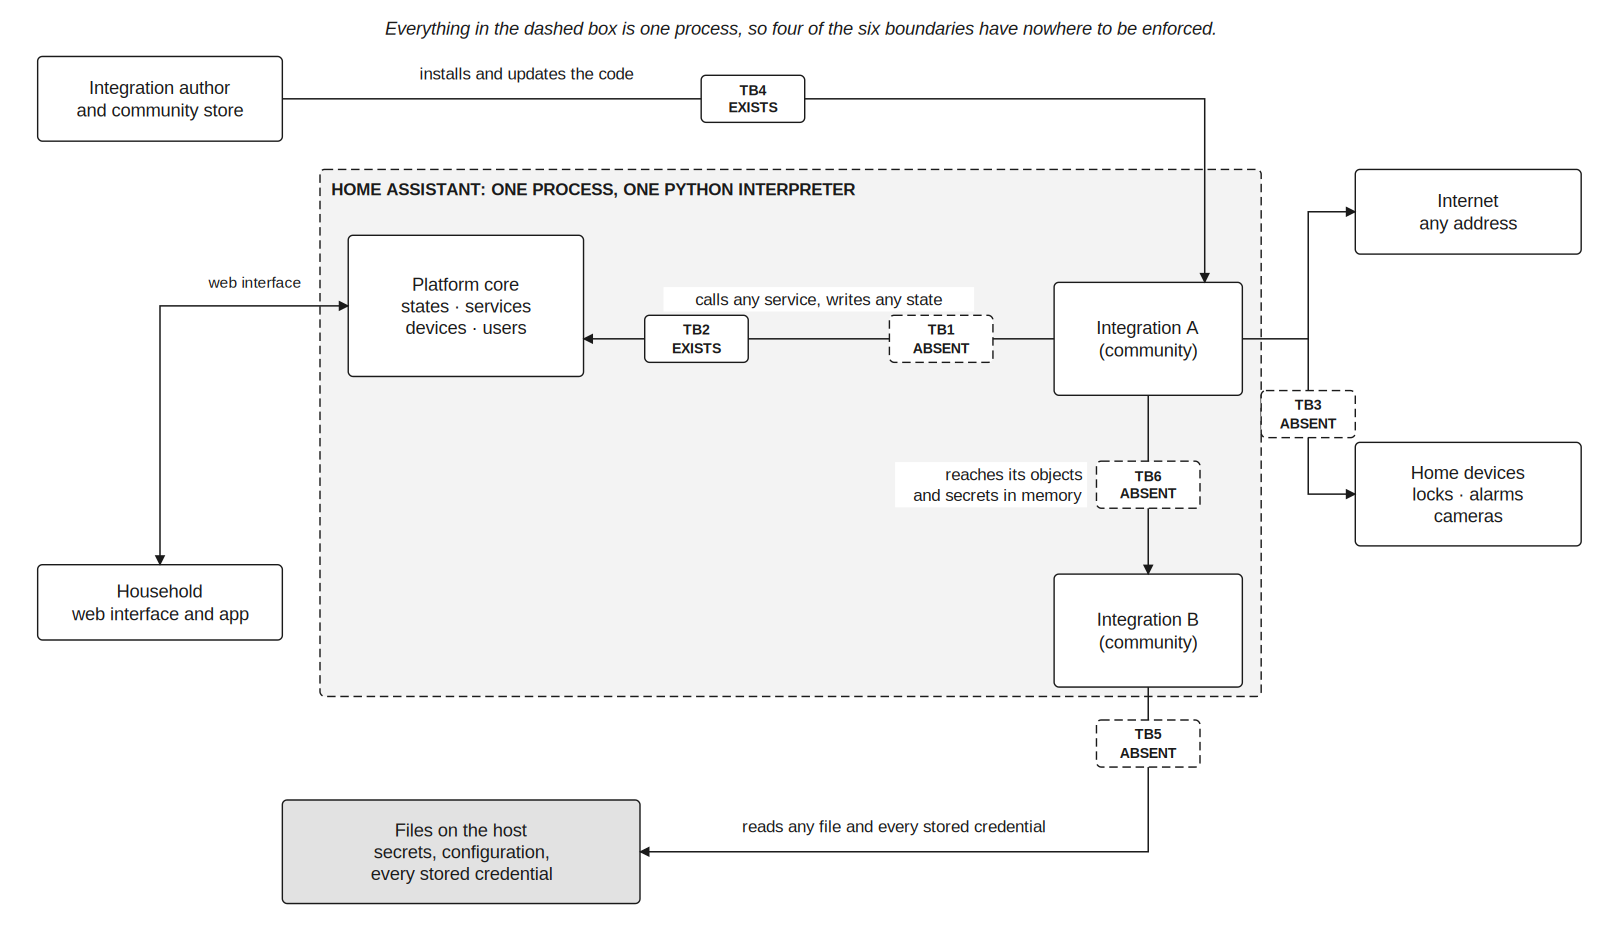 Everything in the dashed box is one process, so four of the six boundaries have nowhere to be enforced.
Integration author
and community store
installs and updates the code
TB4
EXISTS
HOME ASSISTANT: ONE PROCESS, ONE PYTHON INTERPRETER
Internet
any address
web interface
Platform core
states · services
devices · users
calls any service, writes any state
TB2
EXISTS
TB1
ABSENT
Integration A
(community)
TB3
ABSENT
reaches its objects
and secrets in memory
TB6
ABSENT
Home devices
locks · alarms
cameras
Household
web interface and app
Integration B
(community)
TB5
ABSENT
Files on the host
secrets, configuration,
every stored credential
reads any file and every stored credential